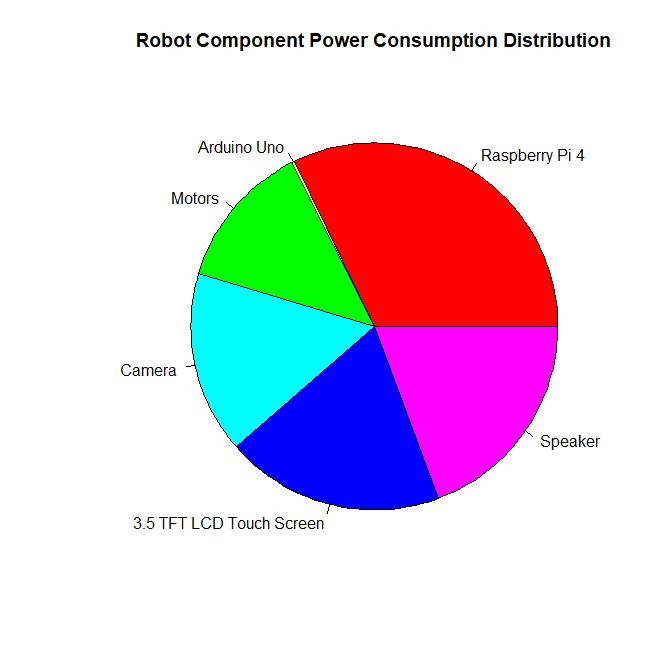 Robot Component Power Consumption Distribution
Arduino Uno
Raspberry Pi 4
Motors
Camera
Speaker
3.5 TFT LCD Touch Screen